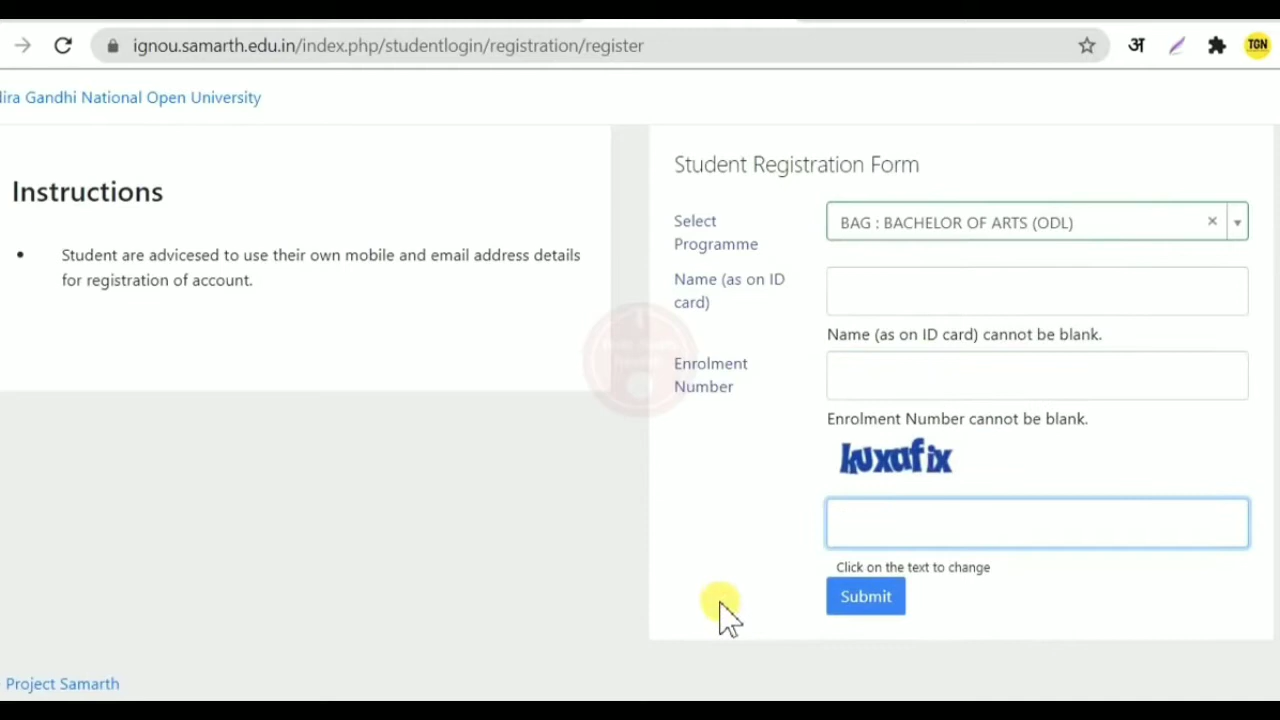 ignou.samarth.edu.in/index.php/studentlogin/registration/register
अ
TGN
dira Gandhi National Open University
Instructions
• Student are advicesed to use their own mobile and email address details
for registration of account.
Student Registration Form
Select
Programme
BAG : BACHELOR OF ARTS (ODL)
×
Name (as on ID
card)
Name (as on ID card) cannot be blank.
Enrolment
Number
Enrolment Number cannot be blank.
kuxafix
Click on the text to change
Submit
Project Samarth